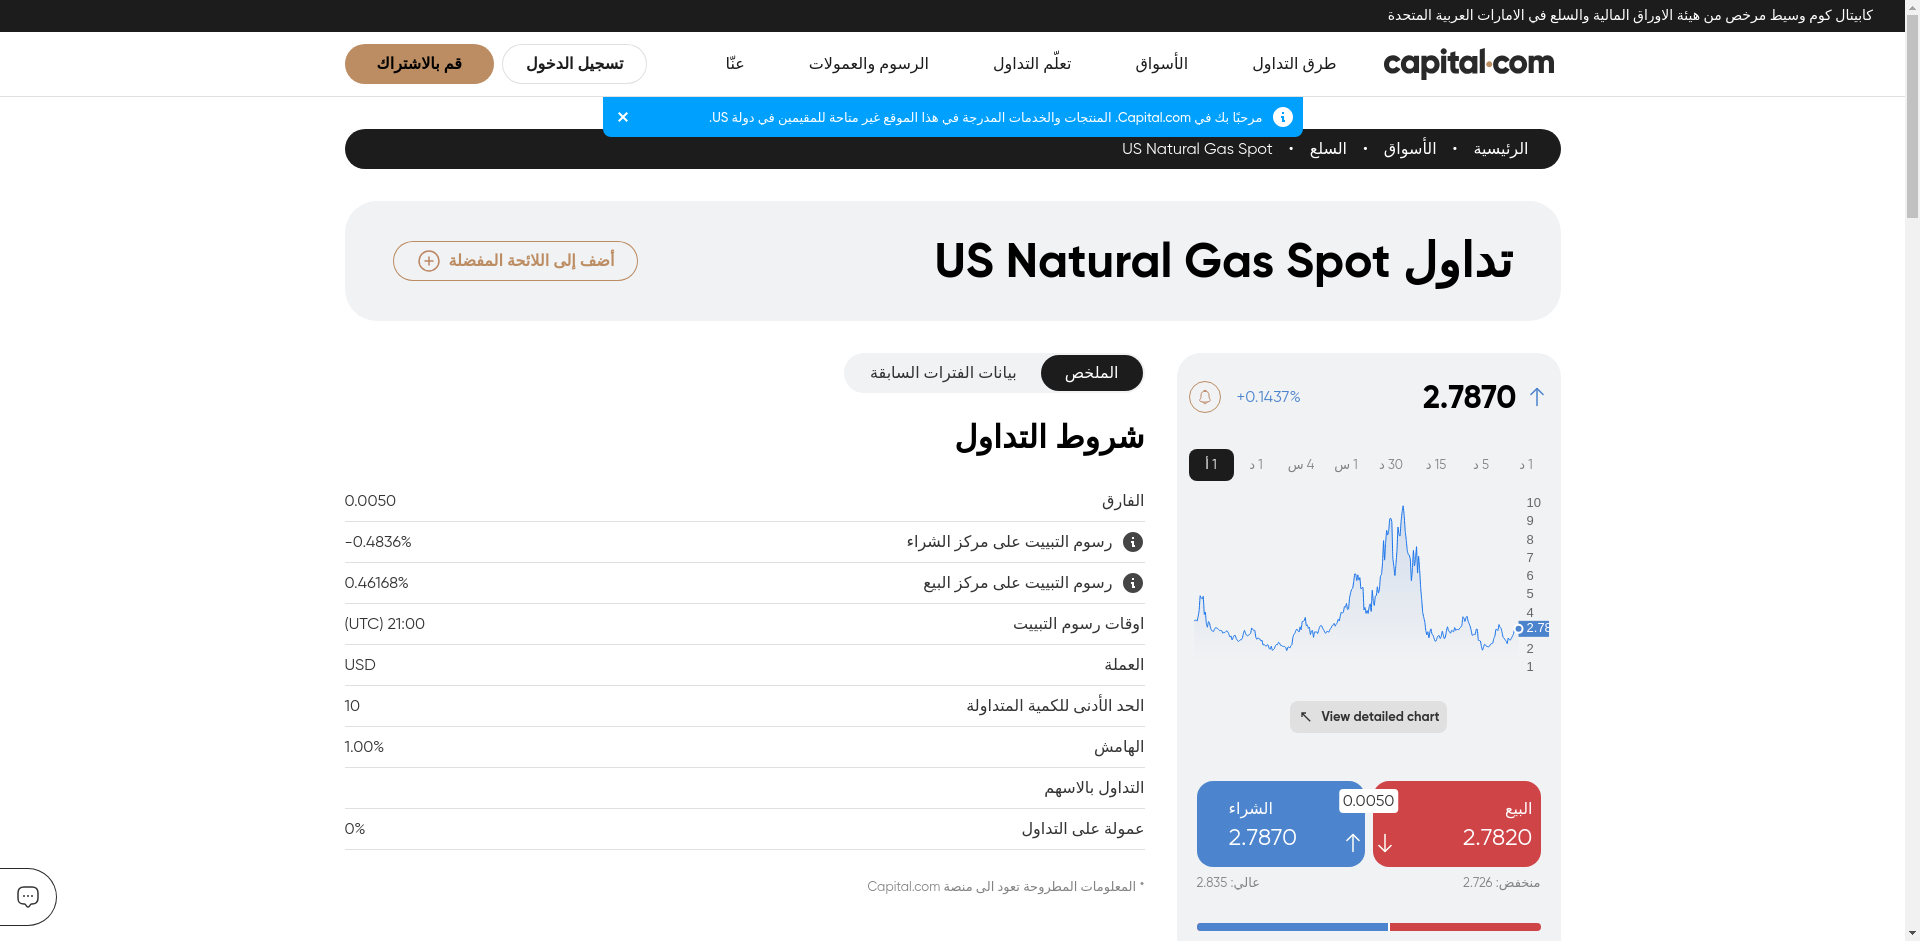 كابيتال كوم وسيط مرخص من هيئة الاوراق المالية والسلع في الامارات العربية المتحدة
capital.com
طرق التداول
الأسواق
تعلّم التداول
الرسوم والعمولات
عنّا
تسجيل الدخول
قم بالاشتراك
مرحبًا بك في Capital.com. المنتجات والخدمات المدرجة في هذا الموقع غير متاحة للمقيمين في دولة US.
الرئيسية • الأسواق • السلع • US Natural Gas Spot
تداول US Natural Gas Spot
أضف إلى اللائحة المفضلة
2.7870
+0.1437%
1 د
5 د
15 د
30 د
1 س
4 س
1 د
1 أ
10
9
8
7
6
5
4
2.78
2
1
View detailed chart
البيع
2.7820
0.0050
الشراء
2.7870
منخفض: 2.726
عالي: 2.835
الملخص
بيانات الفترات السابقة
شروط التداول
الفارق 0.0050
رسوم التبييت على مركز الشراء -0.4836%
رسوم التبييت على مركز البيع 0.46168%
اوقات رسوم التبييت 21:00 (UTC)
العملة USD
الحد الأدنى للكمية المتداولة 10
الهامش 1.00%
التداول بالاسهم
عمولة على التداول 0%
* المعلومات المطروحة تعود الى منصة Capital.com